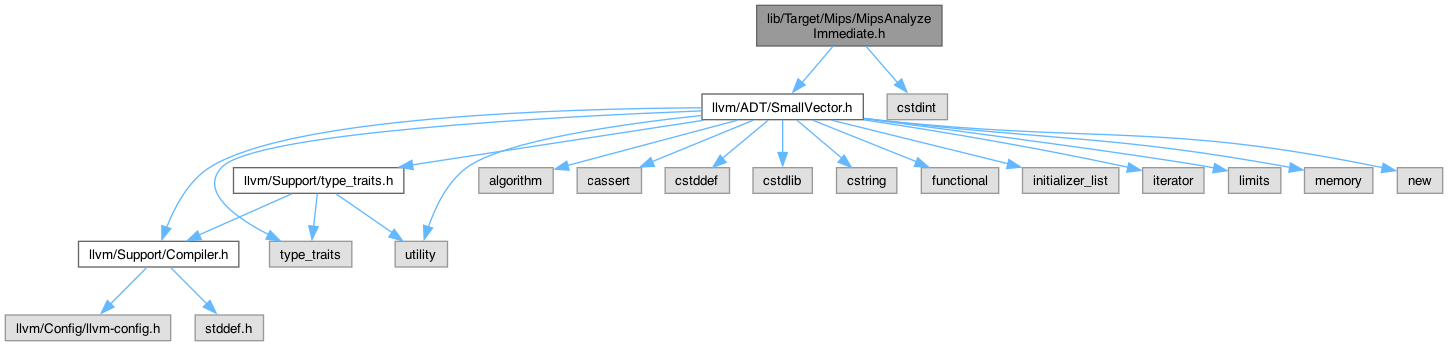 lib/Target/Mips/MipsAnalyze
Immediate.h
llvm/ADT/SmallVector.h
cstdint
llvm/Support/type_traits.h
algorithm
cassert
cstddef
cstdlib
cstring
functional
initializer_list
iterator
limits
memory
new
llvm/Support/Compiler.h
type_traits
utility
llvm/Config/llvm-config.h
stddef.h